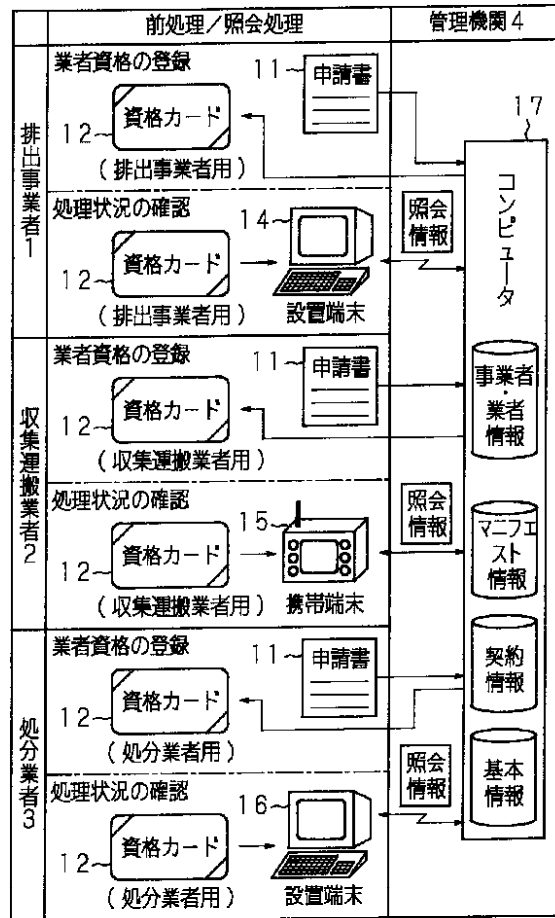 前処理／照会処理
管理機関4
排出事業者1
業者資格の登録
11
申請書
12
資格カード
(排出事業者用)
処理状況の確認
14
12
資格カード
(排出事業者用)
設置端末
照会
情報
収集運搬業者2
業者資格の登録
11
申請書
12
資格カード
(収集運搬業者用)
処理状況の確認
15
12
資格カード
(収集運搬業者用)
携帯端末
照会
情報
処分業者3
業者資格の登録
11
申請書
12
資格カード
(処分業者用)
処理状況の確認
16
12
資格カード
(処分業者用)
設置端末
照会
情報
17
コンピュータ
事業者・
業者
情報
マニフェ
スト
情報
契約
情報
基本
情報